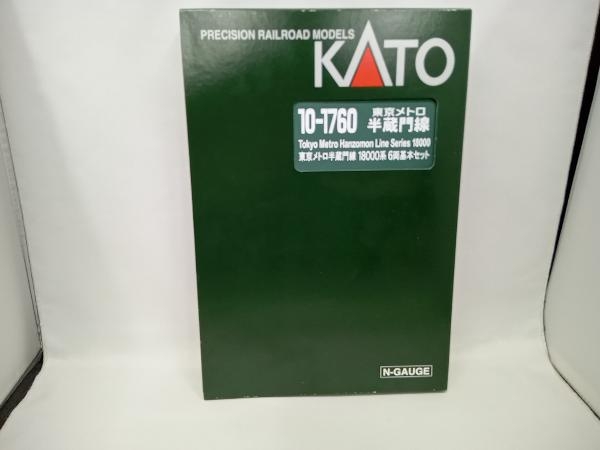 PRECISION RAILROAD MODELS
KATO
10-1760
東京メトロ
半蔵門線
Tokyo Metro Hanzomon Line Series 18000
東京メトロ半蔵門線 18000系 6両基本セット
N-GAUGE